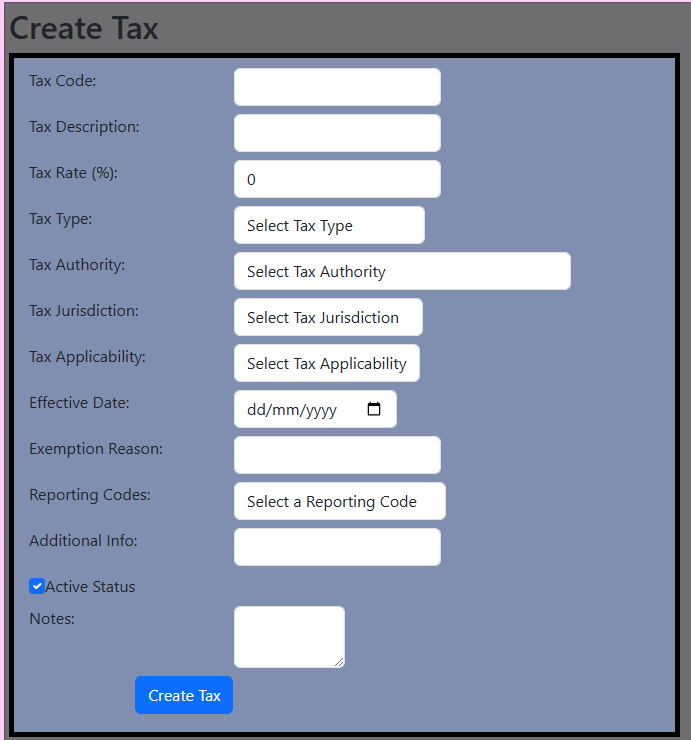 Create Tax
Tax Code:
Tax Description:
Tax Rate (%): 0
Tax Type: Select Tax Type
Tax Authority: Select Tax Authority
Tax Jurisdiction: Select Tax Jurisdiction
Tax Applicability: Select Tax Applicability
Effective Date: dd/mm/yyyy
Exemption Reason:
Reporting Codes: Select a Reporting Code
Additional Info:
Active Status
Notes:
Create Tax